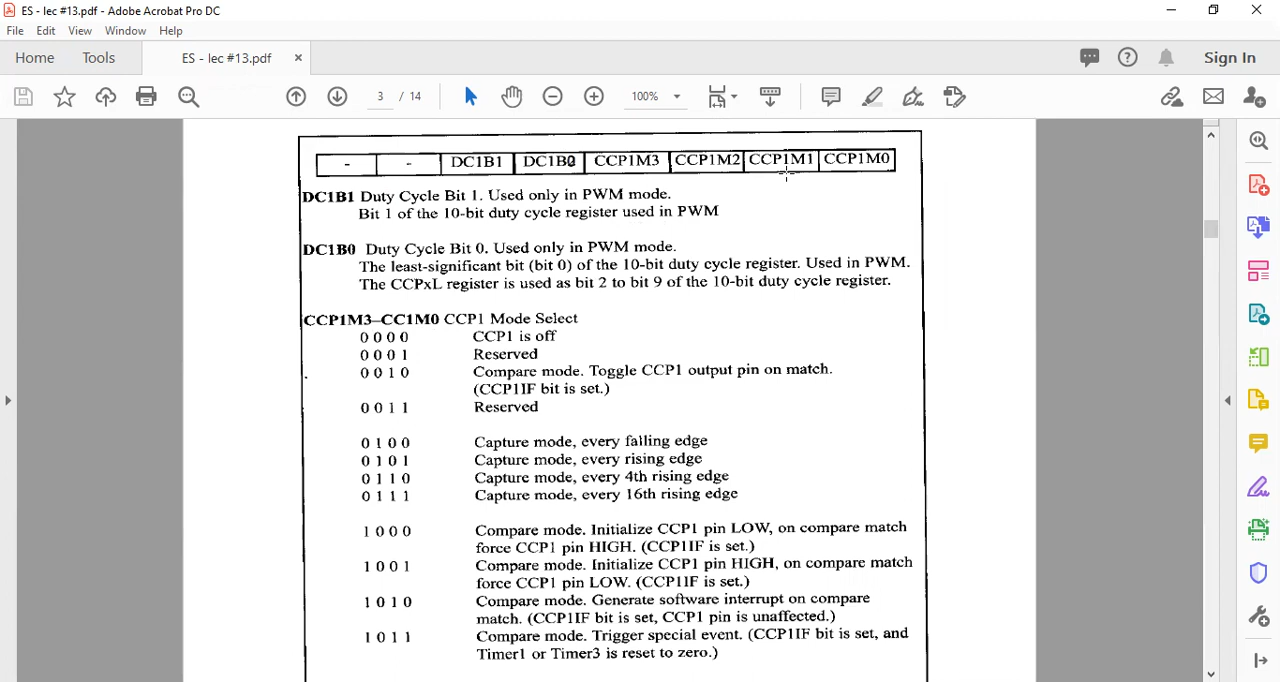 ES - lec #13.pdf - Adobe Acrobat Pro DC
File Edit View Window Help
Home Tools ES - lec #13.pdf × Sign In
3 / 14 100%
- - DC1B1 DC1B0 CCP1M3 CCP1M2 CCP1M1 CCP1M0
DC1B1 Duty Cycle Bit 1. Used only in PWM mode.
Bit 1 of the 10-bit duty cycle register used in PWM
DC1B0 Duty Cycle Bit 0. Used only in PWM mode.
The least-significant bit (bit 0) of the 10-bit duty cycle register. Used in PWM.
The CCPxL register is used as bit 2 to bit 9 of the 10-bit duty cycle register.
CCP1M3–CC1M0 CCP1 Mode Select
0 0 0 0 CCP1 is off
0 0 0 1 Reserved
0 0 1 0 Compare mode. Toggle CCP1 output pin on match.
(CCP1IF bit is set.)
0 0 1 1 Reserved
0 1 0 0 Capture mode, every falling edge
0 1 0 1 Capture mode, every rising edge
0 1 1 0 Capture mode, every 4th rising edge
0 1 1 1 Capture mode, every 16th rising edge
1 0 0 0 Compare mode. Initialize CCP1 pin LOW, on compare match
force CCP1 pin HIGH. (CCP1IF is set.)
1 0 0 1 Compare mode. Initialize CCP1 pin HIGH, on compare match
force CCP1 pin LOW. (CCP1IF is set.)
1 0 1 0 Compare mode. Generate software interrupt on compare
match. (CCP1IF bit is set, CCP1 pin is unaffected.)
1 0 1 1 Compare mode. Trigger special event. (CCP1IF bit is set, and
Timer1 or Timer3 is reset to zero.)